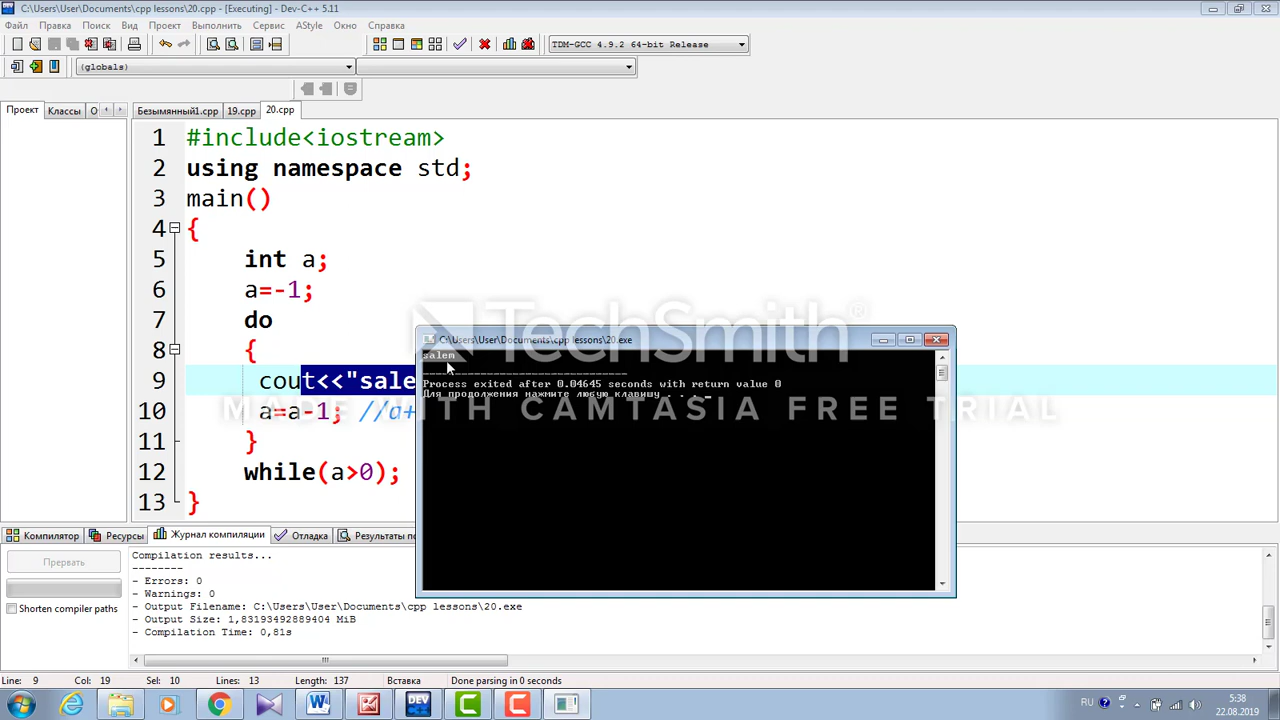 C:\Users\User\Documents\cpp lessons\20.cpp - [Executing] - Dev-C++ 5.11
Файл Правка Поиск Вид Проект Выполнить Сервис AStyle Окно Справка
TDM-GCC 4.9.2 64-bit Release
(globals)
Проект Классы О Безымянный1.cpp 19.cpp 20.cpp
1 #include<iostream>
2 using namespace std;
3 main()
4 {
5 int a;
6 a=-1;
7 do
8 {
9 cout<<"sale
10 a=a-1; //a+
11 }
12 while(a>0);
13 }
TechSmith®
MADE WITH CAMTASIA FREE TRIAL
C:\Users\User\Documents\cpp lessons\20.exe
salem
--------------------------------
Process exited after 0.04645 seconds with return value 0
Для продолжения нажмите любую клавишу . . .
Компилятор Ресурсы Журнал компиляции Отладка Результаты по
Прервать
Shorten compiler paths
Compilation results...
--------
- Errors: 0
- Warnings: 0
- Output Filename: C:\Users\User\Documents\cpp lessons\20.exe
- Output Size: 1,83193492889404 MiB
- Compilation Time: 0,81s
Line: 9 Col: 19 Sel: 10 Lines: 13 Length: 137 Вставка Done parsing in 0 seconds
DEV
RU
5:38
22.08.2019